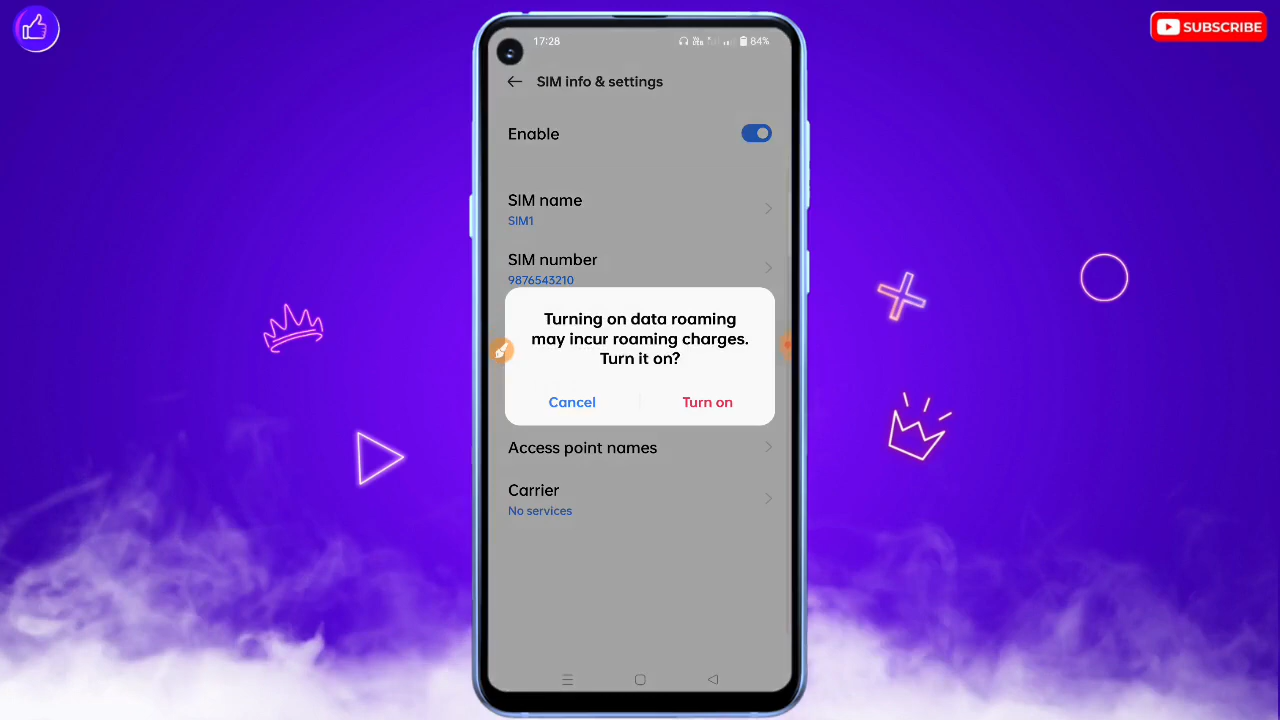 SUBSCRIBE
17:28
84%
SIM info & settings
Enable
SIM name
SIM1
SIM number
9876543210
Turning on data roaming
may incur roaming charges.
Turn it on?
Cancel
Turn on
Access point names
Carrier
No services